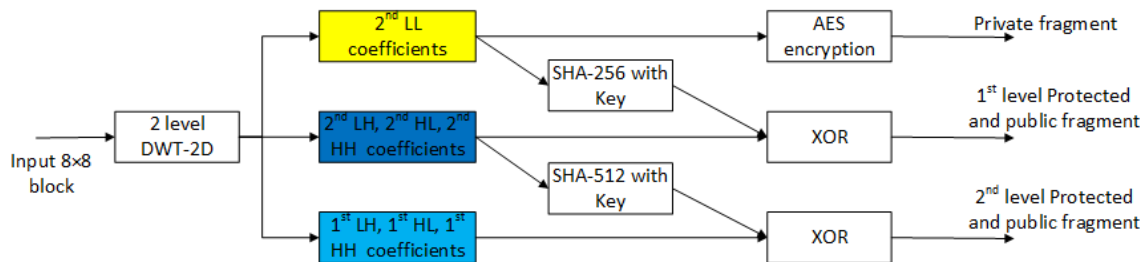 Input 8×8
block
2 level
DWT-2D
2nd LL
coefficients
2nd LH, 2nd HL, 2nd
HH coefficients
1st LH, 1st HL, 1st
HH coefficients
SHA-256 with
Key
SHA-512 with
Key
AES
encryption
XOR
XOR
Private fragment
1st level Protected
and public fragment
2nd level Protected
and public fragment